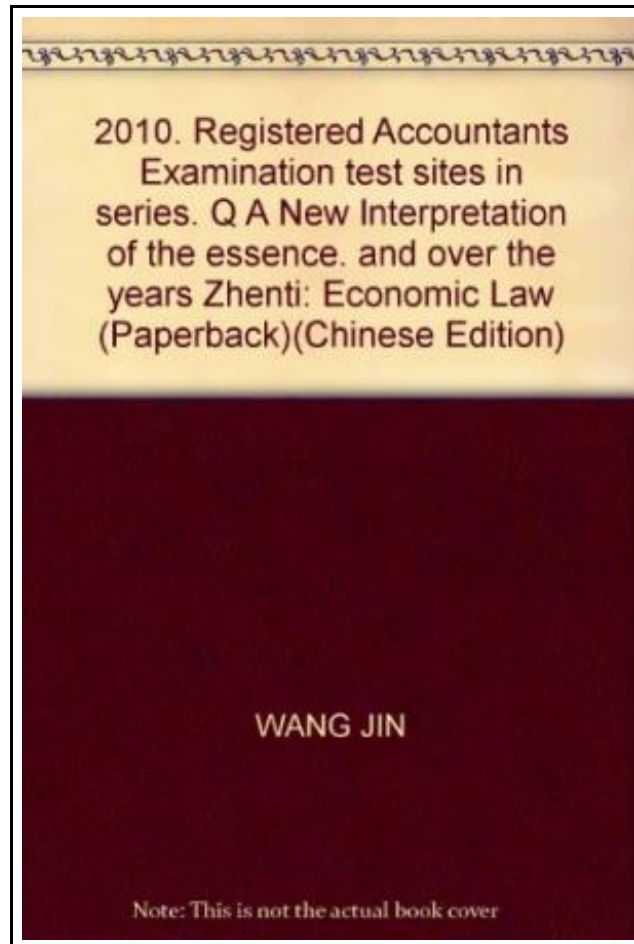 2010. Registered Accountants
Examination test sites in
series. Q A New Interpretation
of the essence. and over the
years Zhenti: Economic Law
(Paperback)(Chinese Edition)
WANG JIN
Note: This is not the actual book cover